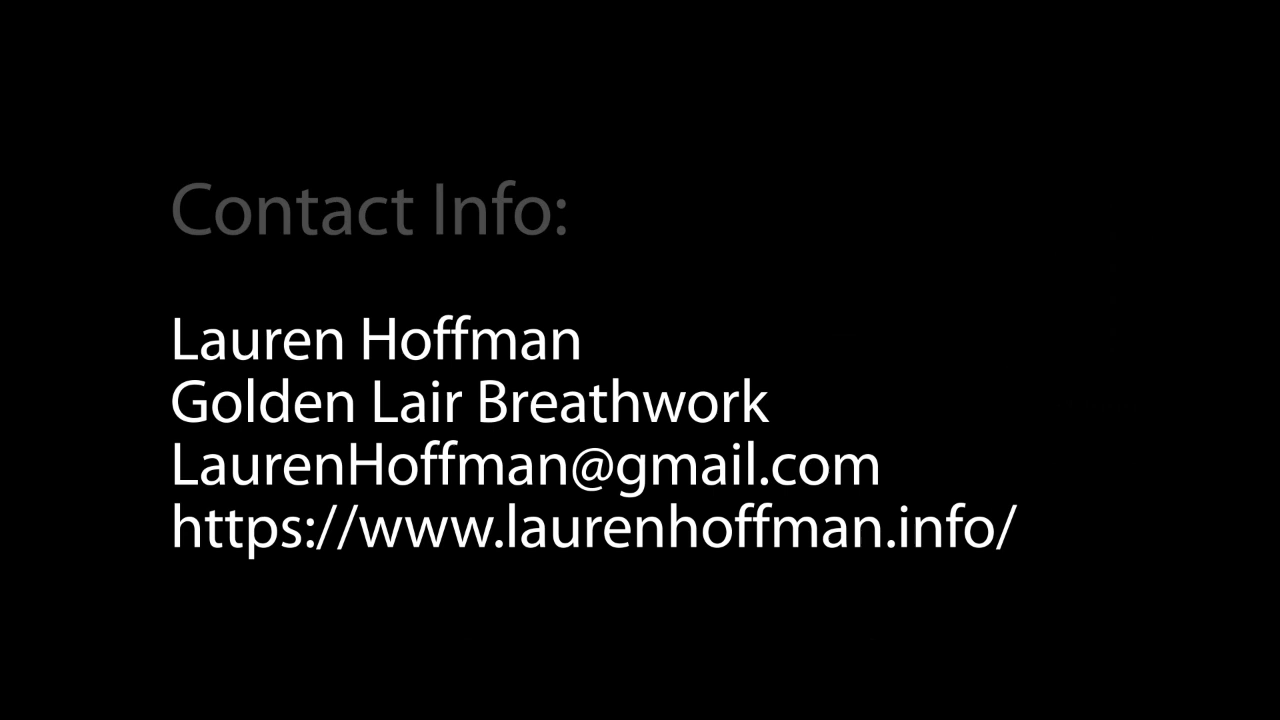 Contact Info:
Lauren Hoffman
Golden Lair Breathwork
LaurenHoffman@gmail.com
https://www.laurenhoffman.info/